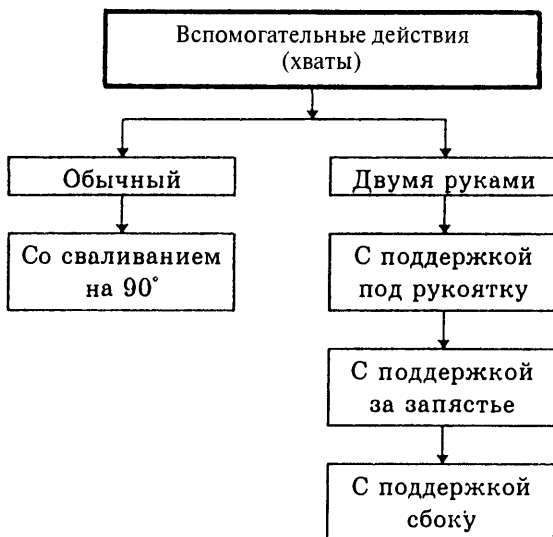 Вспомогательные действия
(хваты)
Обычный
Двумя руками
Со сваливанием
на 90°
С поддержкой
под рукоятку
С поддержкой
за запястье
С поддержкой
сбоку